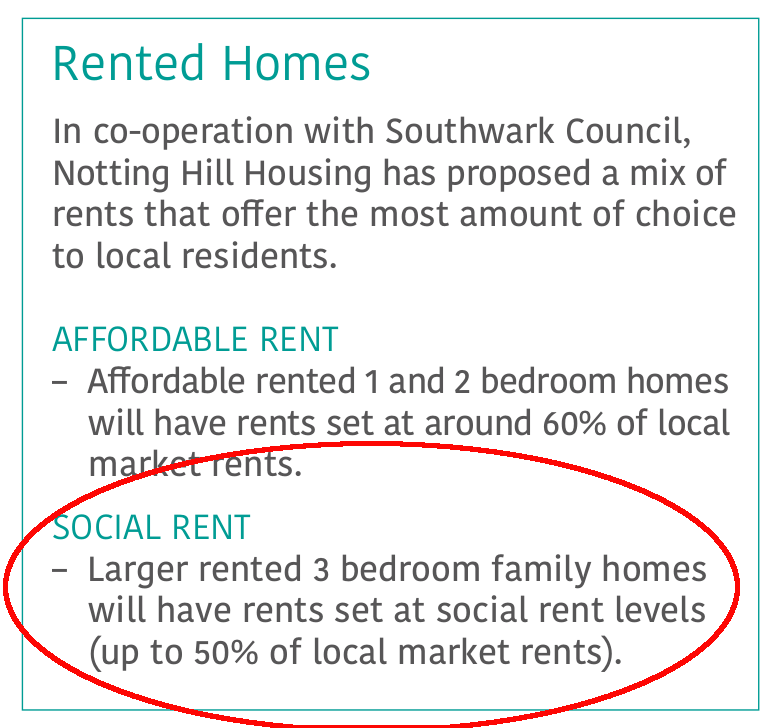 Rented Homes
In co-operation with Southwark Council,
Notting Hill Housing has proposed a mix of
rents that offer the most amount of choice
to local residents.
AFFORDABLE RENT
– Affordable rented 1 and 2 bedroom homes
will have rents set at around 60% of local
market rents.
SOCIAL RENT
– Larger rented 3 bedroom family homes
will have rents set at social rent levels
(up to 50% of local market rents).